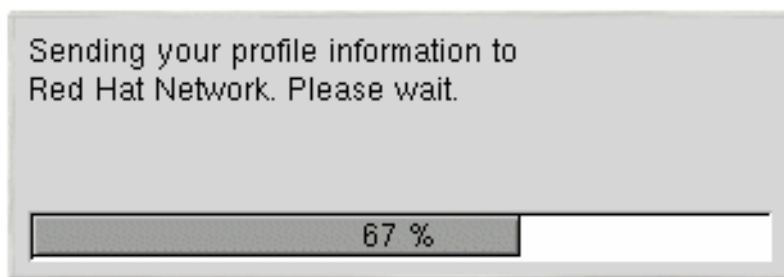 Sending your profile information to
Red Hat Network. Please wait.
67 %